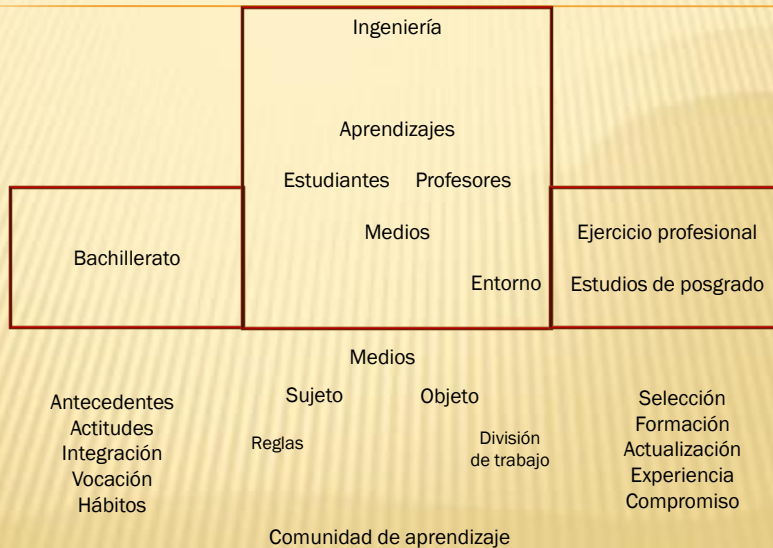 Ingeniería
Aprendizajes
Estudiantes Profesores
Medios
Entorno
Bachillerato
Ejercicio profesional
Estudios de posgrado
Medios
Sujeto Objeto
Reglas
División
de trabajo
Antecedentes
Actitudes
Integración
Vocación
Hábitos
Selección
Formación
Actualización
Experiencia
Compromiso
Comunidad de aprendizaje